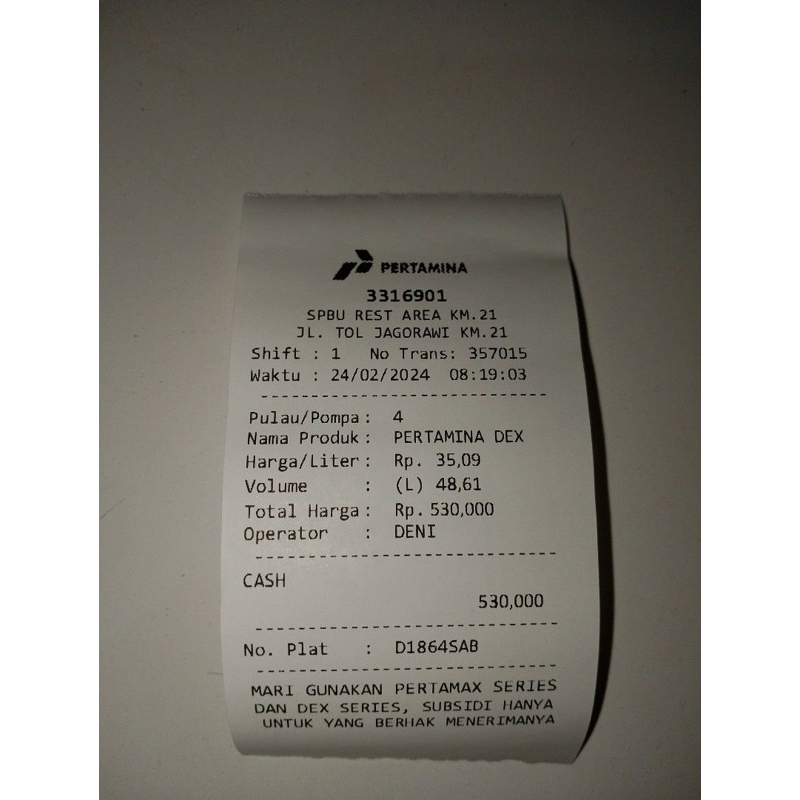 PERTAMINA
3316901
SPBU REST AREA KM.21
JL. TOL JAGORAWI KM.21
Shift : 1 No Trans: 357015
Waktu : 24/02/2024 08:19:03
-----------------------------
Pulau/Pompa: 4
Nama Produk: PERTAMINA DEX
Harga/Liter: Rp. 35,09
Volume : (L) 48,61
Total Harga: Rp. 530,000
Operator : DENI
-----------------------------
CASH
530,000
-----------------------------
No. Plat : D1864SAB
-----------------------------
MARI GUNAKAN PERTAMAX SERIES
DAN DEX SERIES, SUBSIDI HANYA
UNTUK YANG BERHAK MENERIMANYA